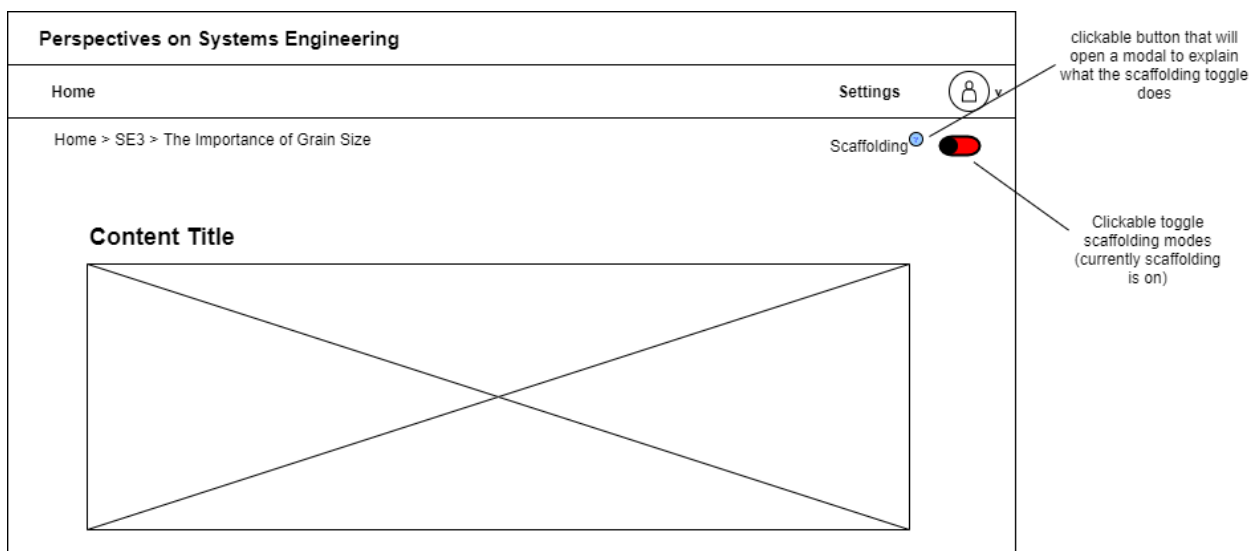 Perspectives on Systems Engineering
Home
Settings
v
Home > SE3 > The Importance of Grain Size
Scaffolding
?
Content Title
clickable button that will
open a modal to explain
what the scaffolding toggle
does
Clickable toggle
scaffolding modes
(currently scaffolding
is on)